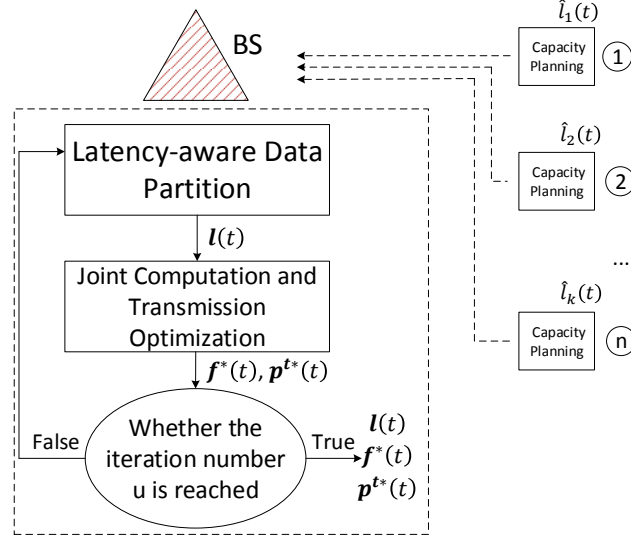 BS
l̂₁(t)
Capacity
Planning
1
l̂₂(t)
Capacity
Planning
2
...
l̂ₖ(t)
Capacity
Planning
n
Latency-aware Data
Partition
l(t)
Joint Computation and
Transmission
Optimization
f*(t), pᵗ*(t)
Whether the
iteration number
u is reached
False
True
l(t)
f*(t)
pᵗ*(t)